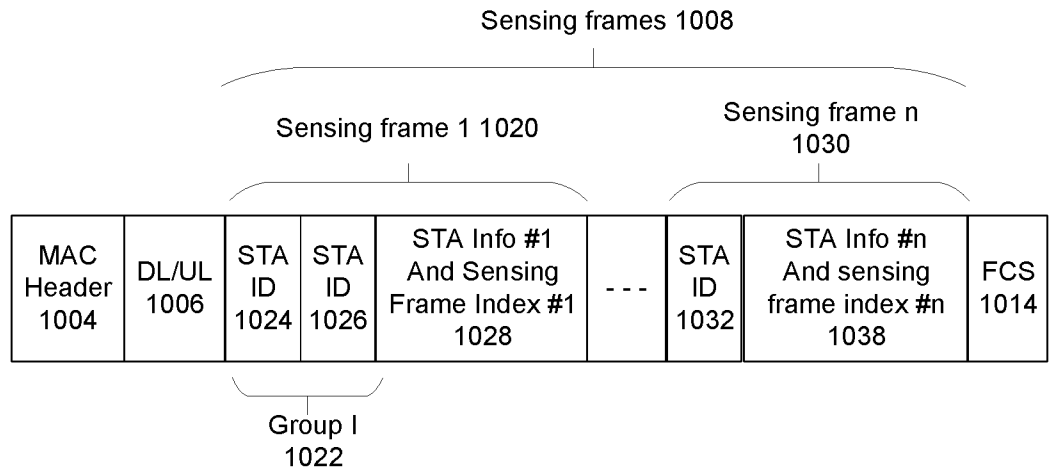 Sensing frames 1008
Sensing frame 1 1020
Sensing frame n
1030
MAC
Header
1004
DL/UL
1006
STA
ID
1024
STA
ID
1026
STA Info #1
And Sensing
Frame Index #1
1028
- - -
STA
ID
1032
STA Info #n
And sensing
frame index #n
1038
FCS
1014
Group I
1022